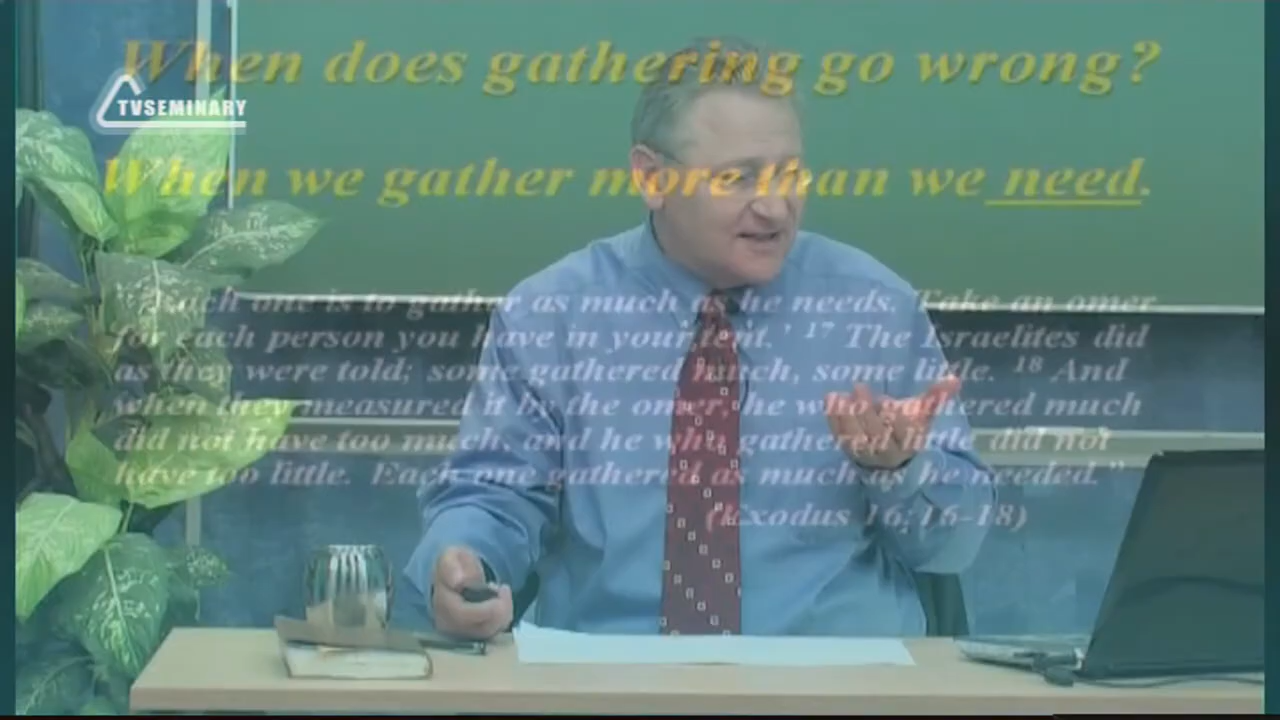 When does gathering go wrong?
TVSEMINARY
When we gather more than we need.
"Each one is to gather as much as he needs. Take an omer
for each person you have in your tent.' 17 The Israelites did
as they were told; some gathered much, some little. 18 And
when they measured it by the omer, he who gathered much
did not have too much, and he who gathered little did not
have too little. Each one gathered as much as he needed."
(Exodus 16:16-18)